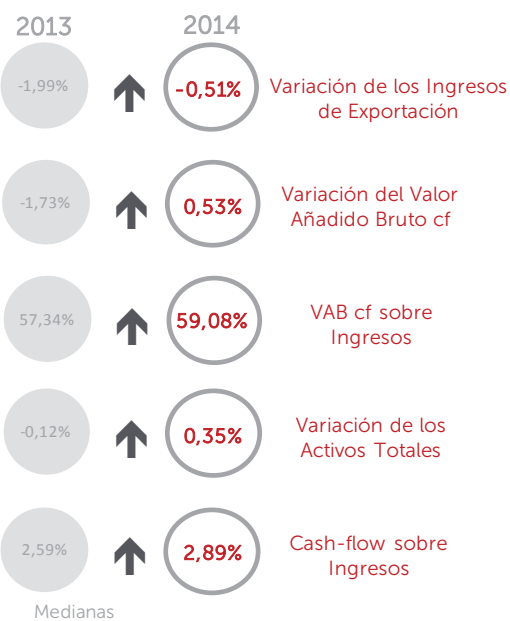 2013 2014
-1,99% -0,51% Variación de los Ingresos
de Exportación
-1,73% 0,53% Variación del Valor
Añadido Bruto cf
57,34% 59,08% VAB cf sobre
Ingresos
-0,12% 0,35% Variación de los
Activos Totales
2,59% 2,89% Cash-flow sobre
Ingresos
Medianas